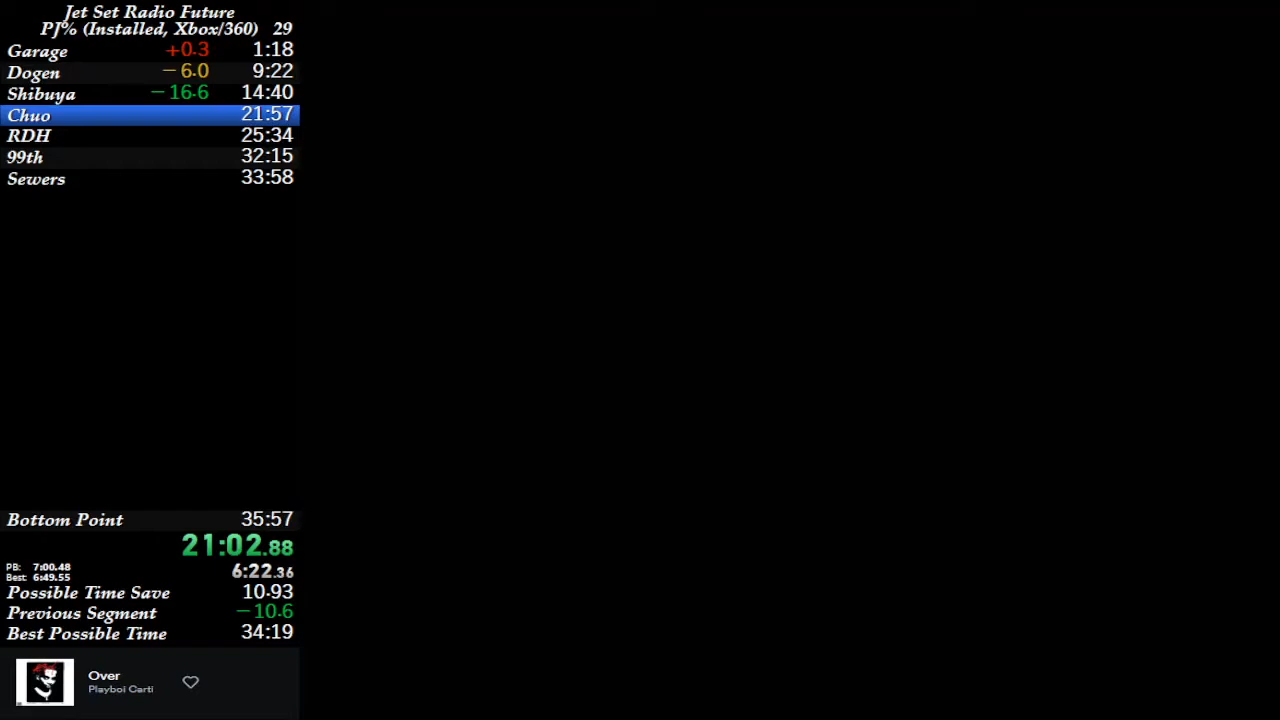 Jet Set Radio Future
PJ% (Installed, Xbox/360) 29
Garage +0.3 1:18
Dogen −6.0 9:22
Shibuya −16.6 14:40
Chuo 21:57
RDH 25:34
99th 32:15
Sewers 33:58
Bottom Point 35:57
21:02.88
PB: 7:00.48
Best: 6:49.55
6:22.36
Possible Time Save 10.93
Previous Segment −10.6
Best Possible Time 34:19
Over
Playboi Carti